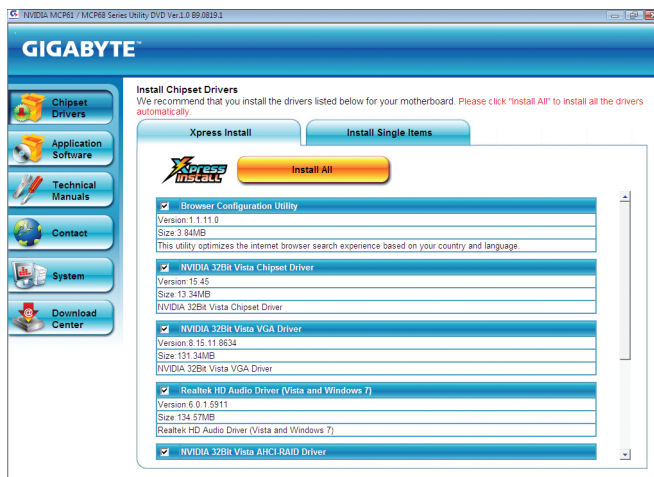 NVIDIA MCP61 / MCP68 Series Utility DVD Ver.1.0 B9.0819.1
GIGABYTE™
Chipset
Drivers
Application
Software
Technical
Manuals
Contact
System
Download
Center
Install Chipset Drivers
We recommend that you install the drivers listed below for your motherboard. Please click "Install All" to install all the drivers
automatically.
Xpress Install
Install Single Items
Xpress
Install
Install All
Browser Configuration Utility
Version:1.1.11.0
Size:3.84MB
This utility optimizes the internet browser search experience based on your country and language.
NVIDIA 32Bit Vista Chipset Driver
Version:15.45
Size:13.34MB
NVIDIA 32Bit Vista Chipset Driver
NVIDIA 32Bit Vista VGA Driver
Version:8.15.11.8634
Size:131.34MB
NVIDIA 32Bit Vista VGA Driver
Realtek HD Audio Driver (Vista and Windows 7)
Version:6.0.1.5911
Size:134.57MB
Realtek HD Audio Driver (Vista and Windows 7)
NVIDIA 32Bit Vista AHCI-RAID Driver